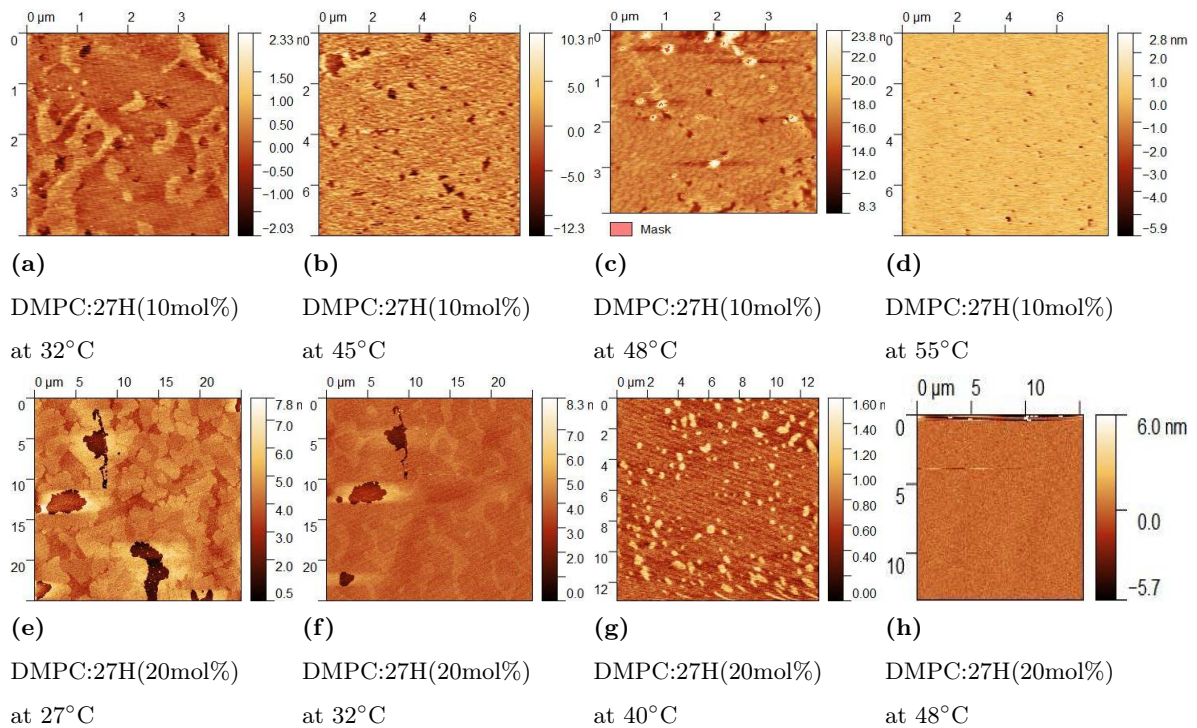 0 µm 1 2 3
0
1
2
3
2.33 n
1.50
1.00
0.50
0.00
−0.50
−1.00
−2.03
0 µm 2 4 6
0
2
4
6
10.3 n
5.0
0.0
−5.0
−12.3
0 µm 1 2 3
0
1
2
3
23.8 n
22.0
20.0
18.0
16.0
14.0
12.0
8.3
Mask
0 µm 2 4 6
0
2
4
6
2.8 nm
2.0
1.0
0.0
−1.0
−2.0
−3.0
−4.0
−5.9
(a)
DMPC:27H(10mol%)
at 32°C
(b)
DMPC:27H(10mol%)
at 45°C
(c)
DMPC:27H(10mol%)
at 48°C
(d)
DMPC:27H(10mol%)
at 55°C
0 µm 5 10 15 20
0
5
10
15
20
7.8 n
7.0
6.0
5.0
4.0
3.0
2.0
0.5
0 µm 5 10 15 20
0
5
10
15
20
8.3 n
7.0
6.0
5.0
4.0
3.0
2.0
1.0
0.0
0 µm 2 4 6 8 10 12
0
2
4
6
8
10
12
1.60 n
1.40
1.20
1.00
0.80
0.60
0.40
0.00
0 µm 5 10
0
5
10
6.0 nm
0.0
−5.7
(e)
DMPC:27H(20mol%)
at 27°C
(f)
DMPC:27H(20mol%)
at 32°C
(g)
DMPC:27H(20mol%)
at 40°C
(h)
DMPC:27H(20mol%)
at 48°C